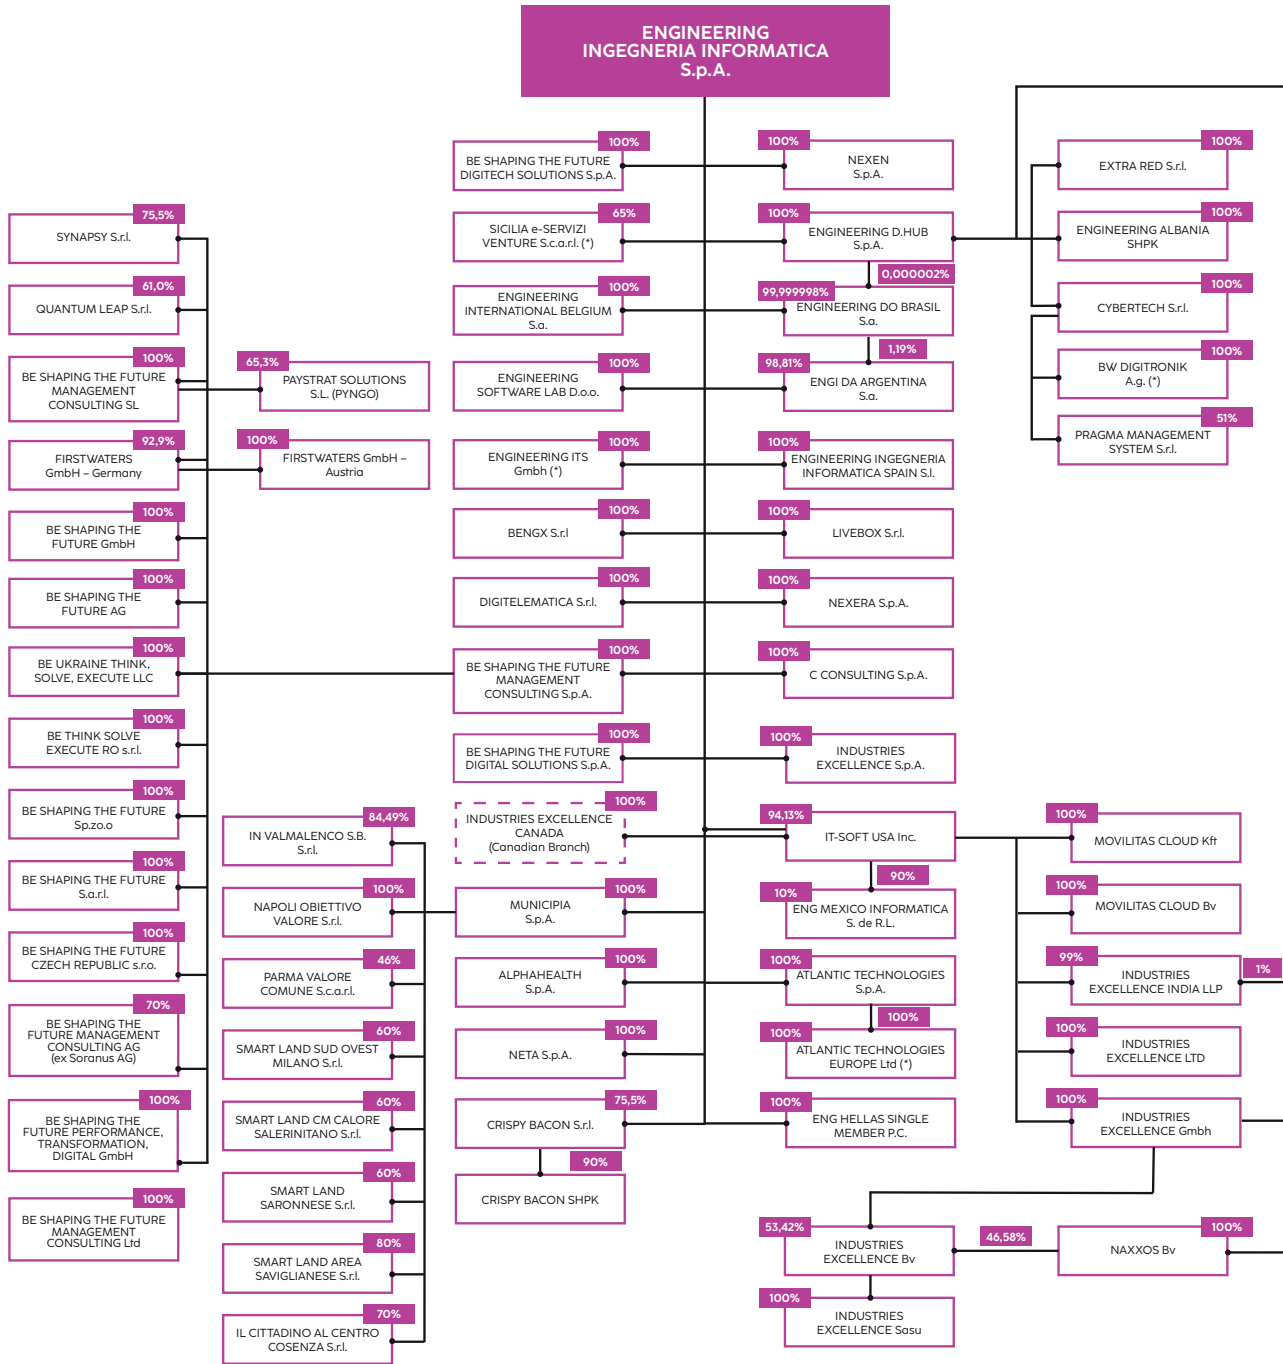 ENGINEERING
INGEGNERIA INFORMATICA
S.p.A.
100%
BE SHAPING THE FUTURE
DIGITECH SOLUTIONS S.p.A.
100%
NEXEN
S.p.A.
100%
EXTRA RED S.r.l.
75,5%
SYNAPSY S.r.l.
65%
SICILIA e-SERVIZI
VENTURE S.c.a.r.l. (*)
100%
ENGINEERING D.HUB
S.p.A.
100%
ENGINEERING ALBANIA
SHPK
0,000002%
61,0%
QUANTUM LEAP S.r.l.
100%
ENGINEERING
INTERNATIONAL BELGIUM
S.a.
99,999998%
ENGINEERING DO BRASIL
S.a.
100%
CYBERTECH S.r.l.
1,19%
100%
BE SHAPING THE FUTURE
MANAGEMENT
CONSULTING SL
65,3%
PAYSTRAT SOLUTIONS
S.L. (PYNGO)
100%
ENGINEERING
SOFTWARE LAB D.o.o.
98,81%
ENGI DA ARGENTINA
S.a.
100%
BW DIGITRONIK
A.g. (*)
92,9%
FIRSTWATERS
GmbH – Germany
100%
FIRSTWATERS GmbH –
Austria
100%
ENGINEERING ITS
Gmbh (*)
100%
ENGINEERING INGEGNERIA
INFORMATICA SPAIN S.l.
51%
PRAGMA MANAGEMENT
SYSTEM S.r.l.
100%
BE SHAPING THE
FUTURE GmbH
100%
BENGX S.r.l
100%
LIVEBOX S.r.l.
100%
BE SHAPING THE
FUTURE AG
100%
DIGITELEMATICA S.r.l.
100%
NEXERA S.p.A.
100%
BE UKRAINE THINK,
SOLVE, EXECUTE LLC
100%
BE SHAPING THE FUTURE
MANAGEMENT
CONSULTING S.p.A.
100%
C CONSULTING S.p.A.
100%
BE THINK SOLVE
EXECUTE RO s.r.l.
100%
BE SHAPING THE FUTURE
DIGITAL SOLUTIONS S.p.A.
100%
INDUSTRIES
EXCELLENCE S.p.A.
100%
BE SHAPING THE FUTURE
Sp.zo.o
84,49%
IN VALMALENCO S.B.
S.r.l.
100%
INDUSTRIES EXCELLENCE
CANADA
(Canadian Branch)
94,13%
IT-SOFT USA Inc.
100%
MOVILITAS CLOUD Kft
90%
100%
BE SHAPING THE FUTURE
S.a.r.l.
100%
NAPOLI OBIETTIVO
VALORE S.r.l.
100%
MUNICIPIA
S.p.A.
10%
ENG MEXICO INFORMATICA
S. de R.L.
100%
MOVILITAS CLOUD Bv
100%
BE SHAPING THE FUTURE
CZECH REPUBLIC s.r.o.
46%
PARMA VALORE
COMUNE S.c.a.r.l.
100%
ALPHAHEALTH
S.p.A.
100%
ATLANTIC TECHNOLOGIES
S.p.A.
99%
INDUSTRIES
EXCELLENCE INDIA LLP
1%
100%
70%
BE SHAPING THE
FUTURE MANAGEMENT
CONSULTING AG
(ex Soranus AG)
60%
SMART LAND SUD OVEST
MILANO S.r.l.
100%
NETA S.p.A.
100%
ATLANTIC TECHNOLOGIES
EUROPE Ltd (*)
100%
INDUSTRIES
EXCELLENCE LTD
100%
BE SHAPING THE
FUTURE PERFORMANCE,
TRANSFORMATION,
DIGITAL GmbH
60%
SMART LAND CM CALORE
SALERINITANO S.r.l.
75,5%
CRISPY BACON S.r.l.
100%
ENG HELLAS SINGLE
MEMBER P.C.
100%
INDUSTRIES
EXCELLENCE Gmbh
90%
CRISPY BACON SHPK
100%
BE SHAPING THE FUTURE
MANAGEMENT
CONSULTING Ltd
60%
SMART LAND
SARONNESE S.r.l.
53,42%
INDUSTRIES
EXCELLENCE Bv
46,58%
100%
NAXXOS Bv
80%
SMART LAND AREA
SAVIGLIANESE S.r.l.
100%
INDUSTRIES
EXCELLENCE Sasu
70%
IL CITTADINO AL CENTRO
COSENZA S.r.l.